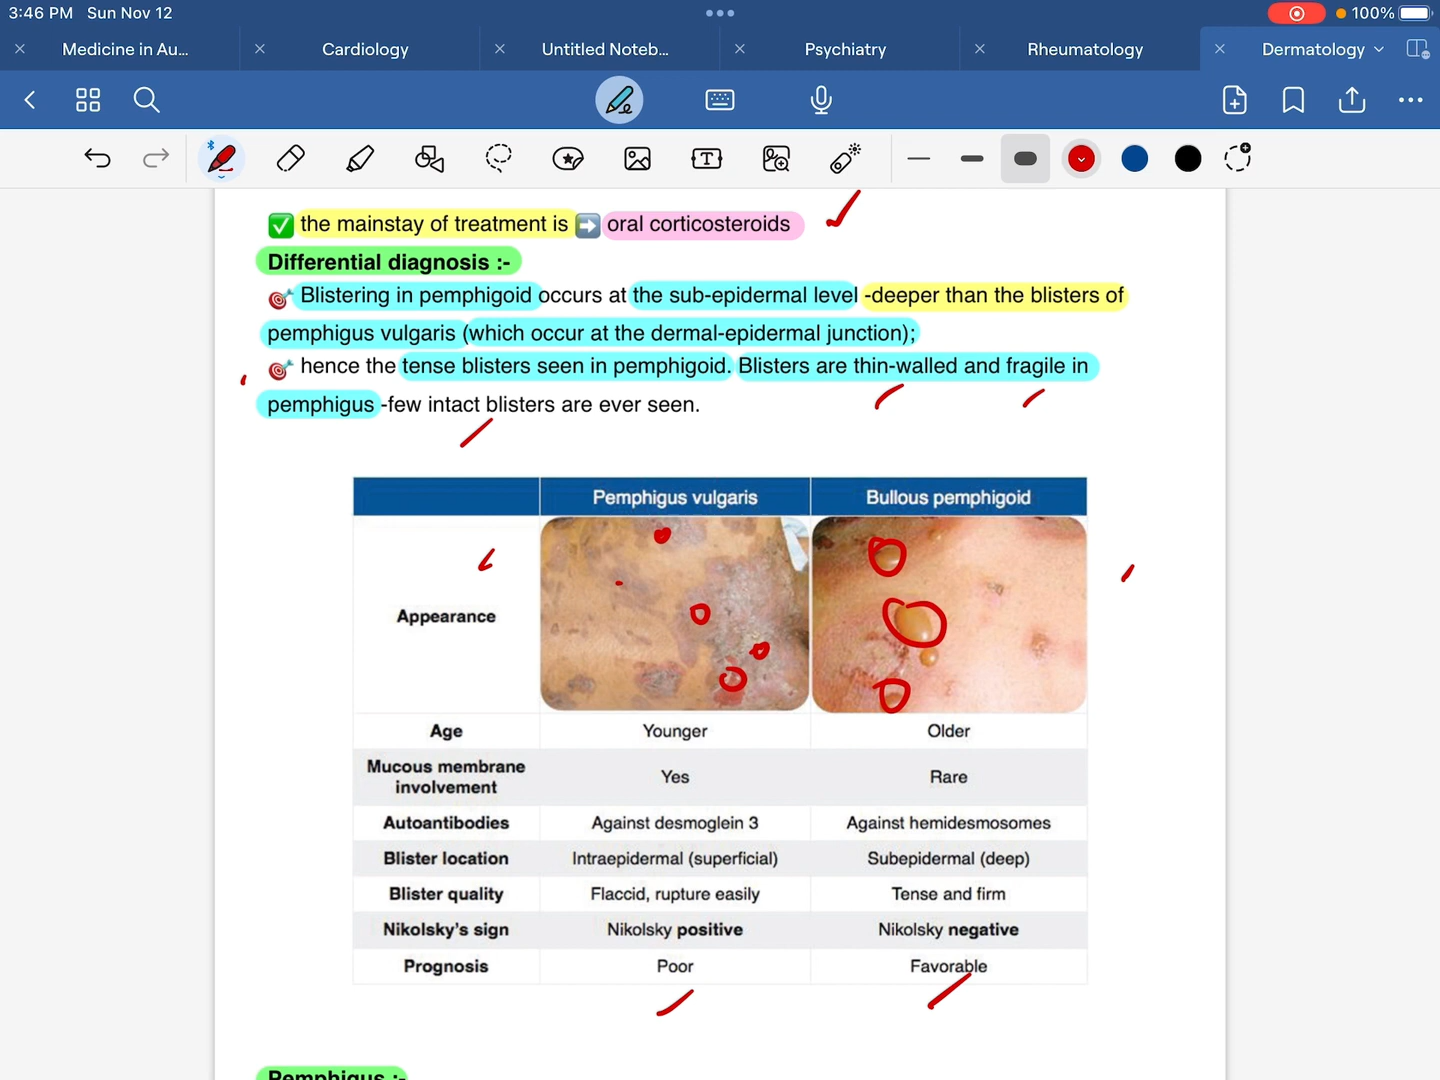 3:46 PM Sun Nov 12
100%
Medicine in Au...
Cardiology
Untitled Noteb...
Psychiatry
Rheumatology
Dermatology
the mainstay of treatment is oral corticosteroids
Differential diagnosis :-
Blistering in pemphigoid occurs at the sub-epidermal level -deeper than the blisters of
pemphigus vulgaris (which occur at the dermal-epidermal junction);
hence the tense blisters seen in pemphigoid. Blisters are thin-walled and fragile in
pemphigus -few intact blisters are ever seen.
Pemphigus vulgaris Bullous pemphigoid
Appearance
Age Younger Older
Mucous membrane
involvement Yes Rare
Autoantibodies Against desmoglein 3 Against hemidesmosomes
Blister location Intraepidermal (superficial) Subepidermal (deep)
Blister quality Flaccid, rupture easily Tense and firm
Nikolsky's sign Nikolsky positive Nikolsky negative
Prognosis Poor Favorable
Pemphigus :-